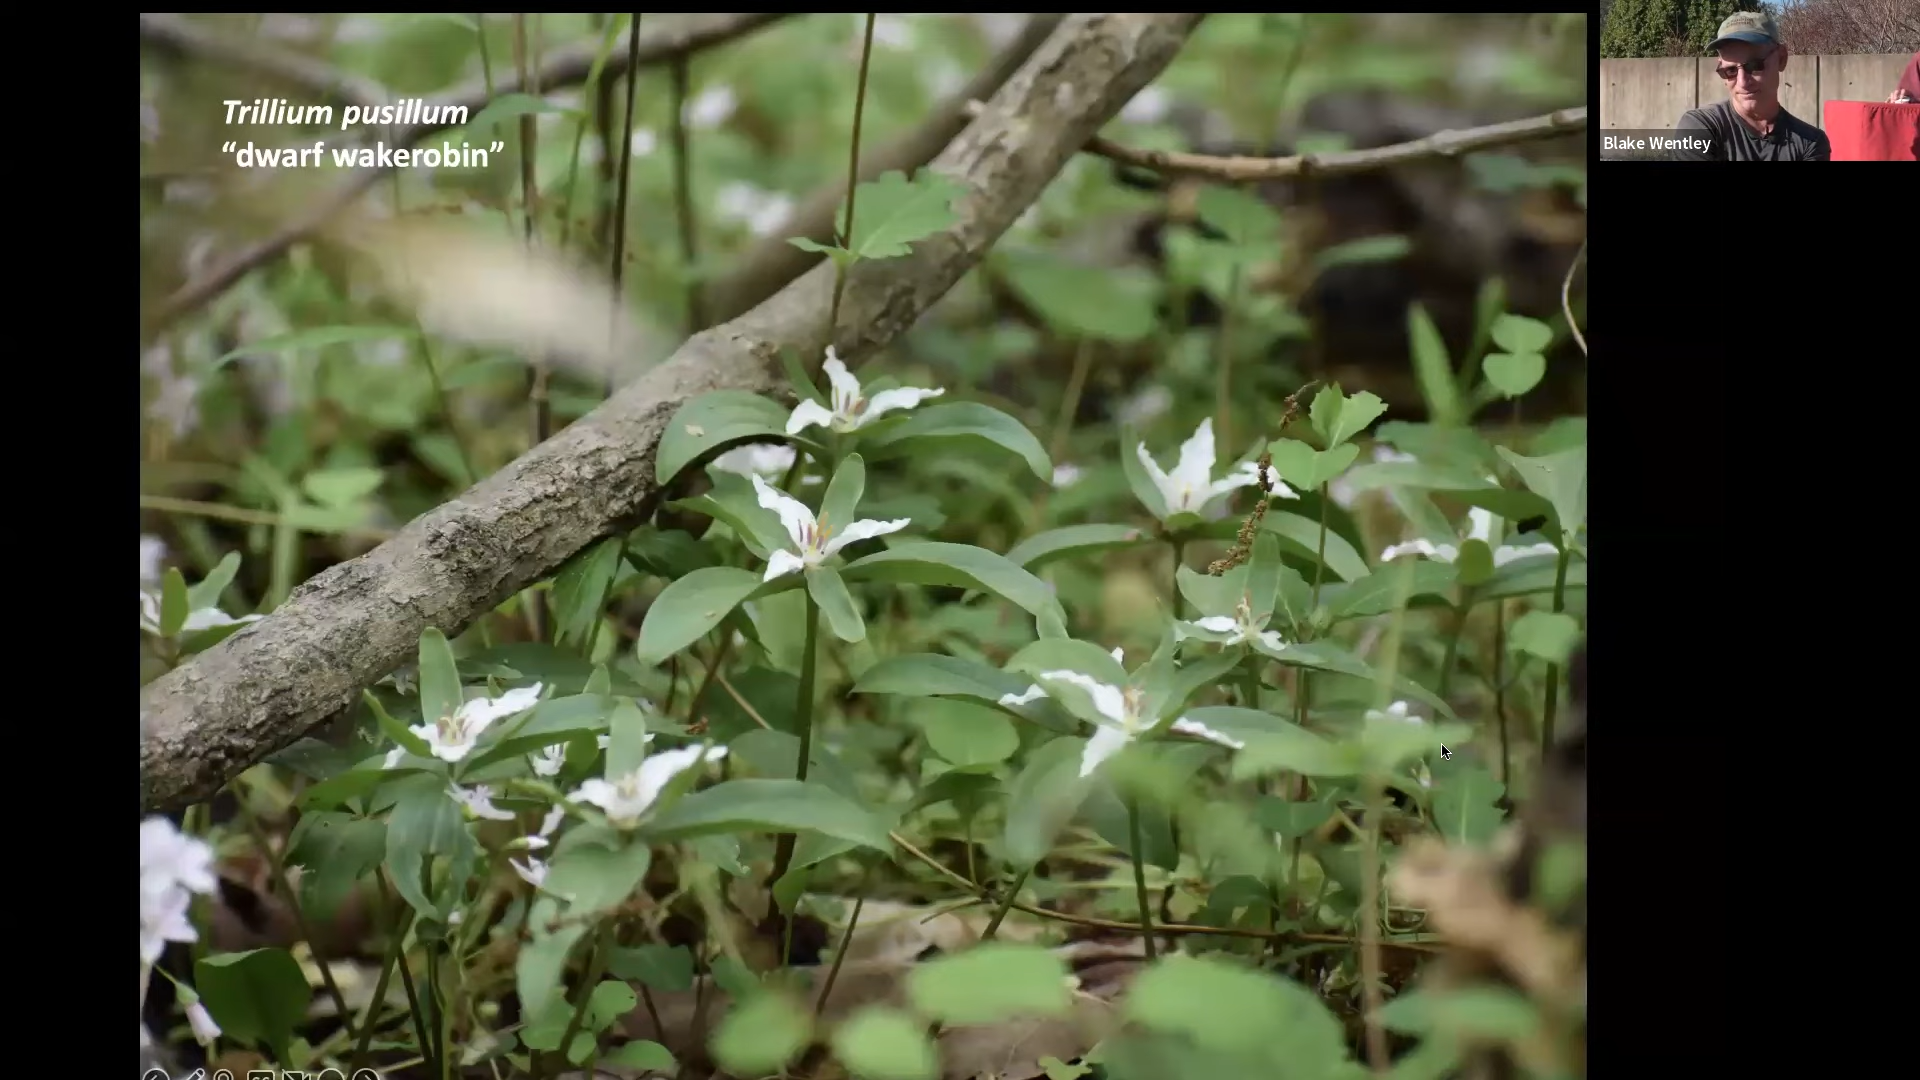 Trillium pusillum
“dwarf wakerobin”
Blake Wentley